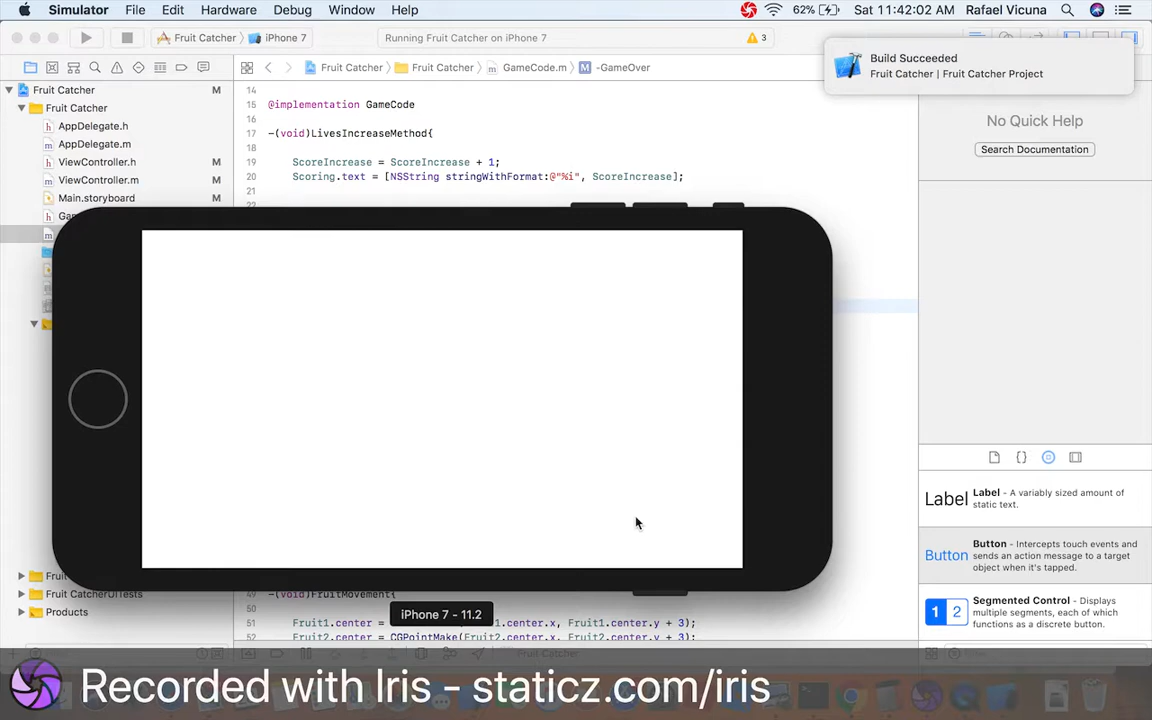 Simulator File Edit Hardware Debug Window Help 62% Sat 11:42:02 AM Rafael Vicuna
Fruit Catcher iPhone 7 Running Fruit Catcher on iPhone 7 3
Build Succeeded
Fruit Catcher | Fruit Catcher Project
Fruit Catcher Fruit Catcher GameCode.m -GameOver
Fruit Catcher M
Fruit Catcher
AppDelegate.h
AppDelegate.m
ViewController.h M
ViewController.m M
Main.storyboard M
M
Products
14
15 @implementation GameCode
16
17 -(void)LivesIncreaseMethod{
18
19 ScoreIncrease = ScoreIncrease + 1;
20 Scoring.text = [NSString stringWithFormat:@"%i", ScoreIncrease];
21
22
49 -(void)FruitMovement{
50
51 .center.x, Fruit1.center.y + 3);
Fruit1.center =
52 Fruit2.center = CGPointMake(Fruit2.center.x, Fruit2.center.y + 3);
iPhone 7 - 11.2
No Quick Help
Search Documentation
Label Label - A variably sized amount of
static text.
Button Button - Intercepts touch events and
sends an action message to a target
object when it's tapped.
1 2 Segmented Control - Displays
multiple segments, each of which
functions as a discrete button.
Recorded with Iris - staticz.com/iris